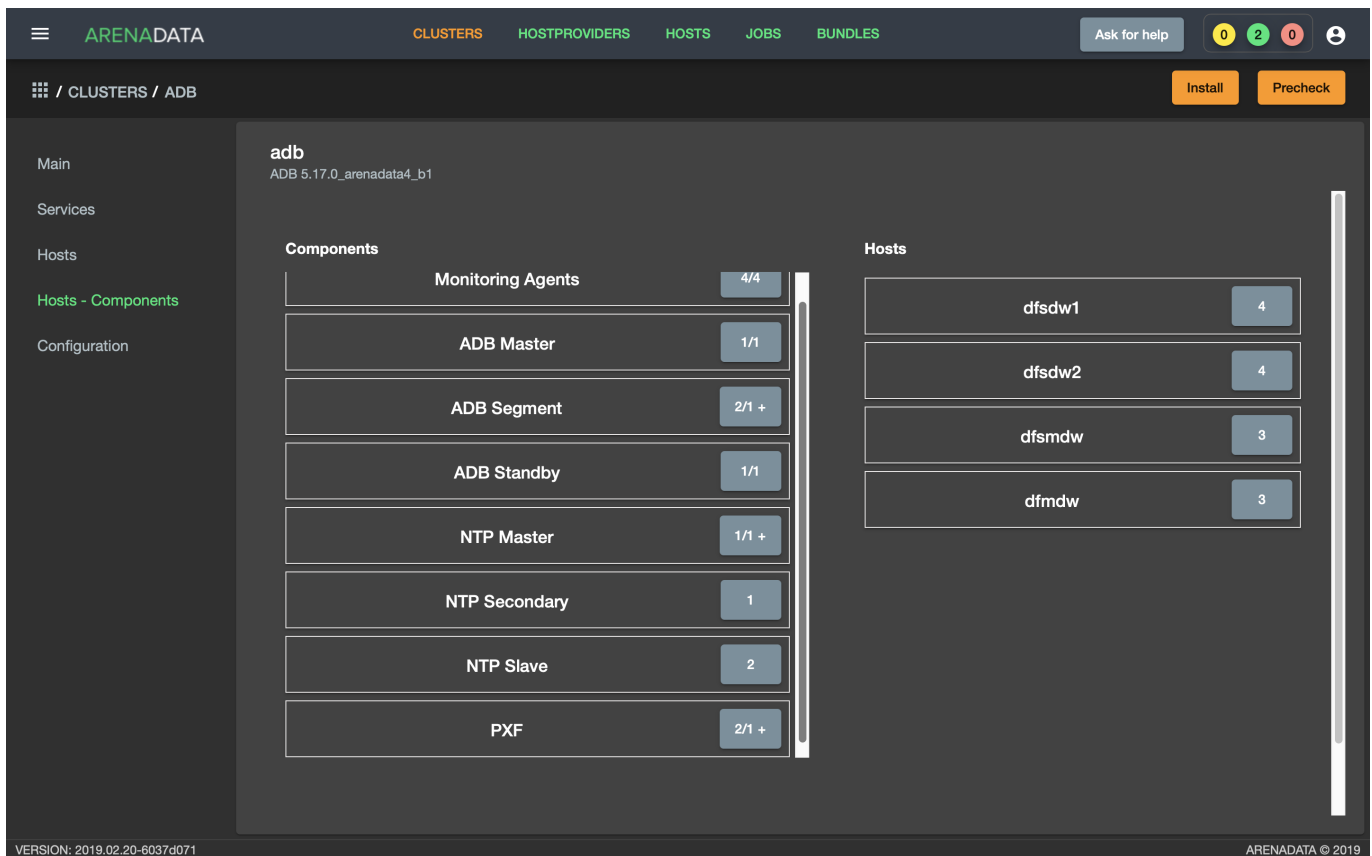 ARENADATA
CLUSTERS HOSTPROVIDERS HOSTS JOBS BUNDLES
Ask for help
0 2 0
/ CLUSTERS / ADB
Install Precheck
Main
Services
Hosts
Hosts - Components
Configuration
adb
ADB 5.17.0_arenadata4_b1
Components
Monitoring Agents 4/4
ADB Master 1/1
ADB Segment 2/1 +
ADB Standby 1/1
NTP Master 1/1 +
NTP Secondary 1
NTP Slave 2
PXF 2/1 +
Hosts
dfsdw1 4
dfsdw2 4
dfsmdw 3
dfmdw 3
VERSION: 2019.02.20-6037d071
ARENADATA © 2019